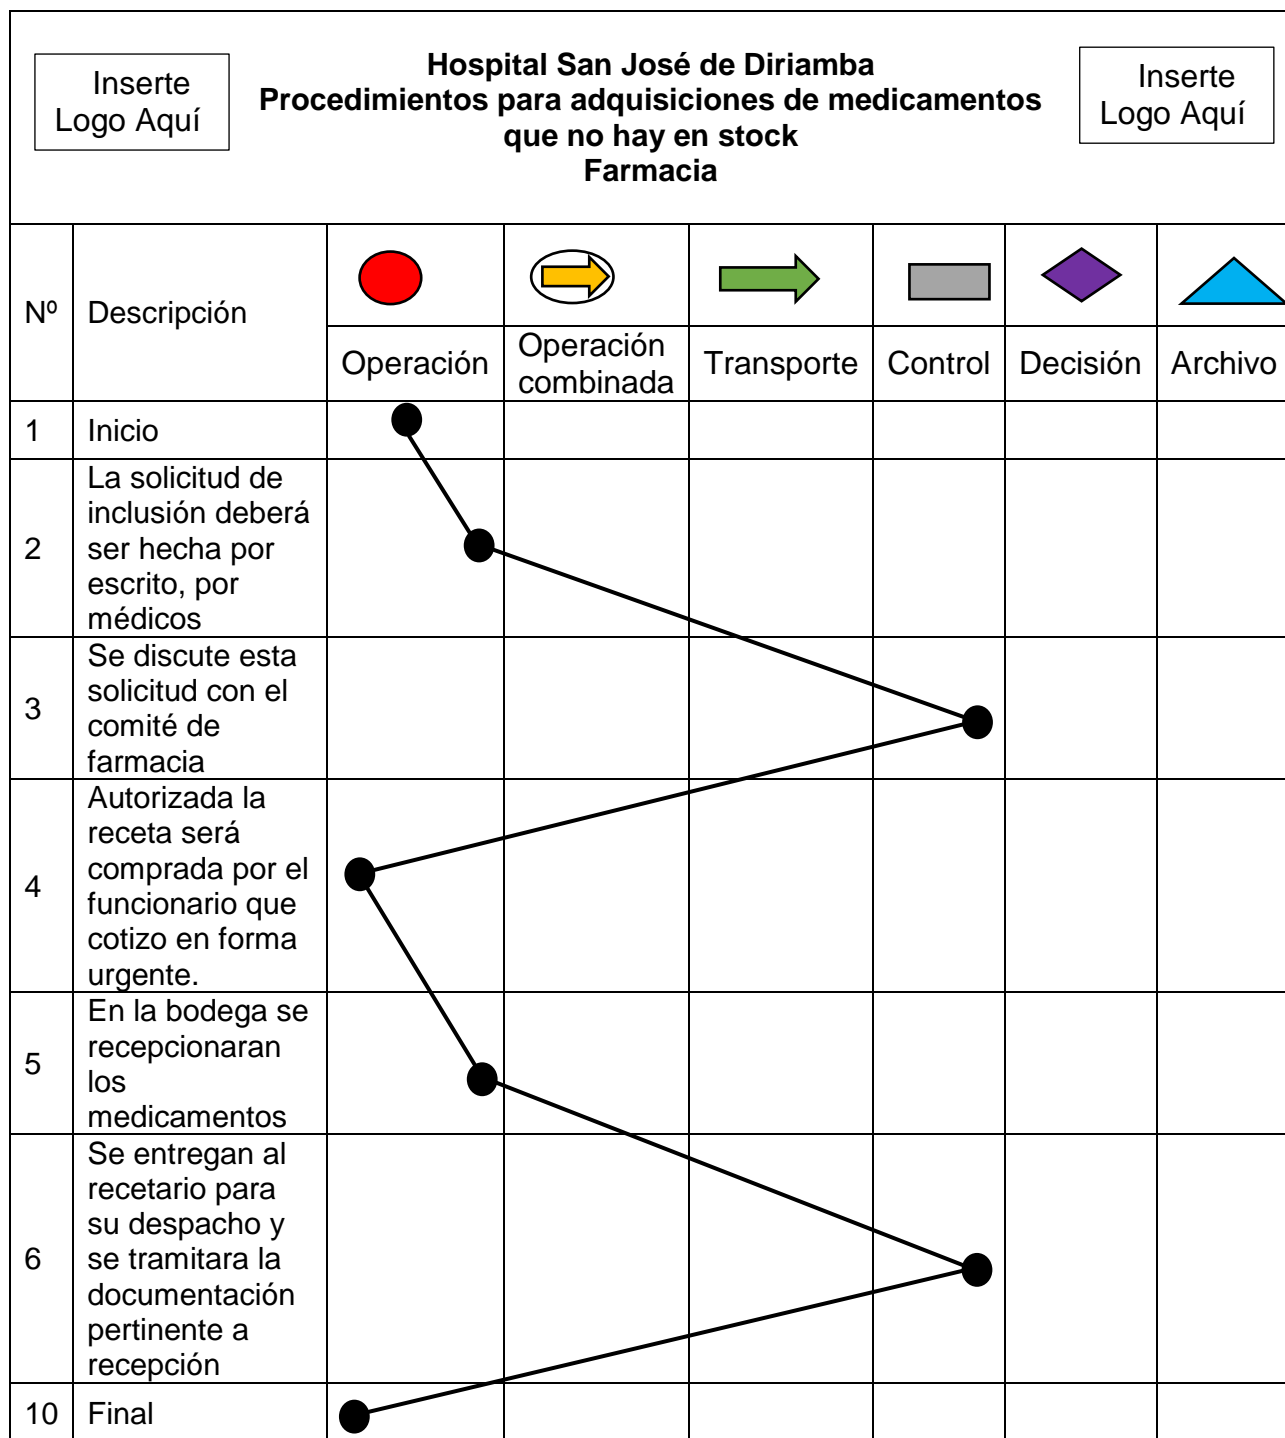 Inserte
Logo Aquí
Hospital San José de Diriamba
Procedimientos para adquisiciones de medicamentos
que no hay en stock
Farmacia
Inserte
Logo Aquí
Nº
Descripción
Operación
Operación
combinada
Transporte
Control
Decisión
Archivo
1
Inicio
2
La solicitud de
inclusión deberá
ser hecha por
escrito, por
médicos
3
Se discute esta
solicitud con el
comité de
farmacia
4
Autorizada la
receta será
comprada por el
funcionario que
cotizo en forma
urgente.
5
En la bodega se
recepcionaran
los
medicamentos
6
Se entregan al
recetario para
su despacho y
se tramitara la
documentación
pertinente a
recepción
10
Final